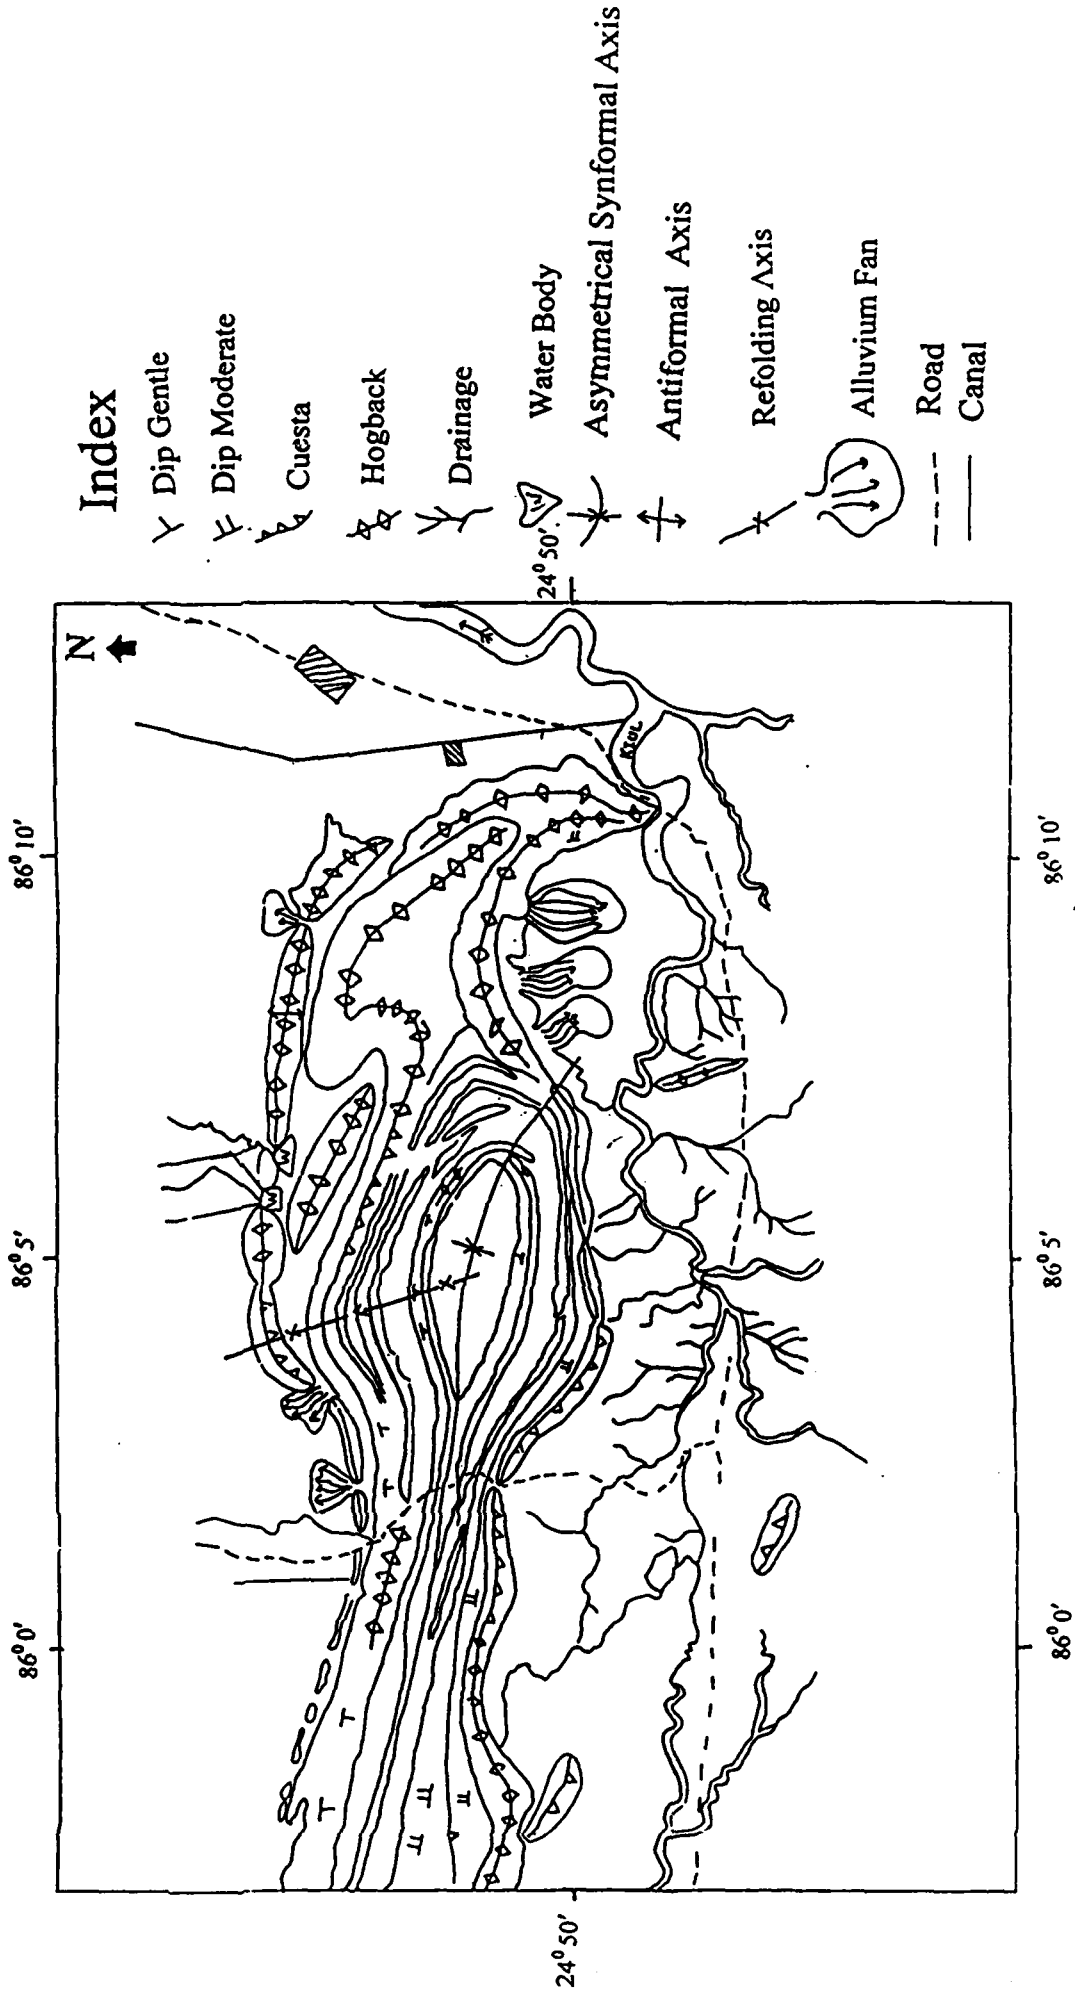 Index
Dip Gentle
Dip Moderate
Cuesta
Hogback
Drainage
Water Body
Asymmetrical Synformal Axis
Antiformal Axis
Refolding Axis
Alluvium Fan
Road
Canal
N
86° 0'
86° 5'
86° 10'
24° 50'
24° 50'
KIUL
W
W
86° 0'
86° 5'
86° 10'